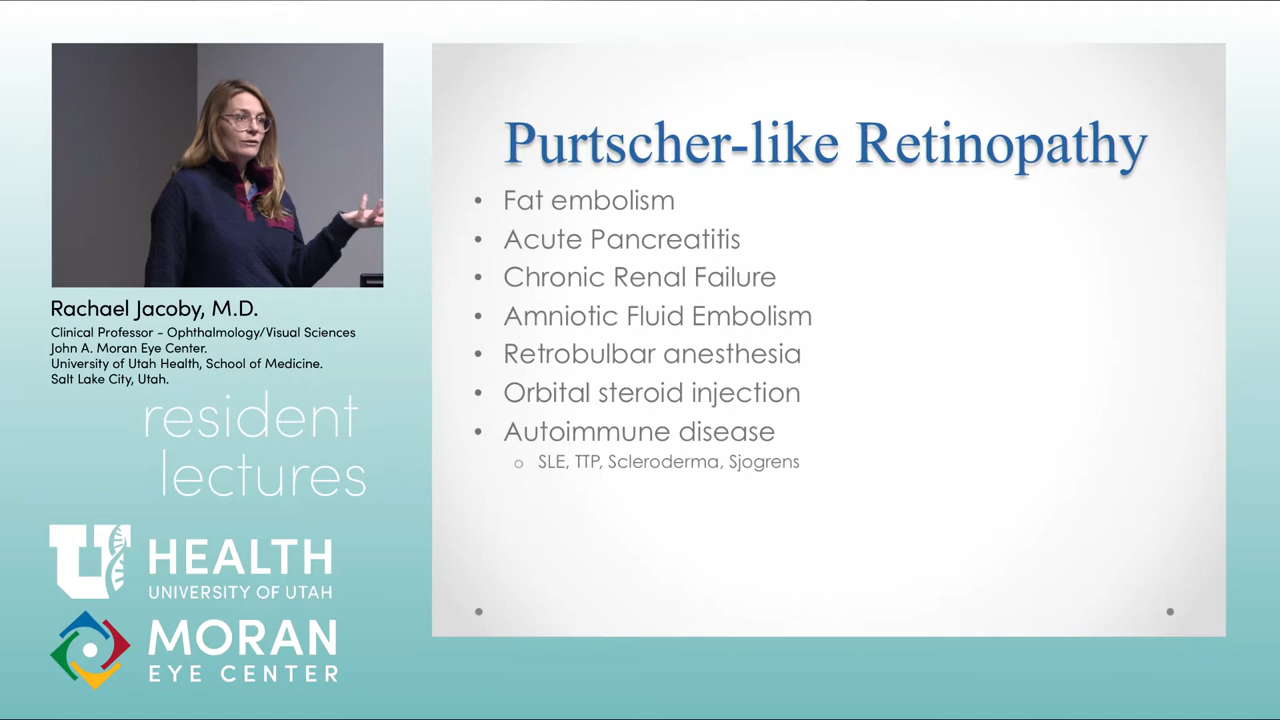 Rachael Jacoby, M.D.
Clinical Professor - Ophthalmology/Visual Sciences
John A. Moran Eye Center.
University of Utah Health, School of Medicine.
Salt Lake City, Utah.
resident
lectures
U
HEALTH
UNIVERSITY OF UTAH
MORAN
EYE CENTER
Purtscher-like Retinopathy
• Fat embolism
• Acute Pancreatitis
• Chronic Renal Failure
• Amniotic Fluid Embolism
• Retrobulbar anesthesia
• Orbital steroid injection
• Autoimmune disease
o SLE, TTP, Scleroderma, Sjogrens